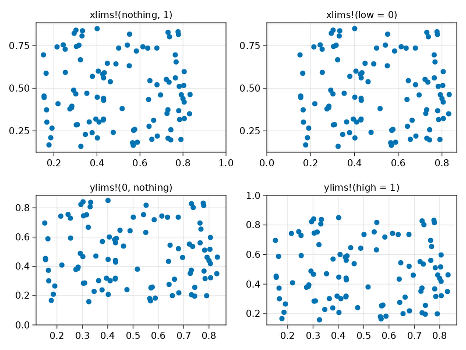 xlims!(nothing, 1)
0.75
0.50
0.25
0.2 0.4 0.6 0.8 1.0
xlims!(low = 0)
0.75
0.50
0.25
0.0 0.2 0.4 0.6 0.8
ylims!(0, nothing)
0.8
0.6
0.4
0.2
0.0
0.2 0.3 0.4 0.5 0.6 0.7 0.8
ylims!(high = 1)
1.0
0.8
0.6
0.4
0.2
0.2 0.3 0.4 0.5 0.6 0.7 0.8